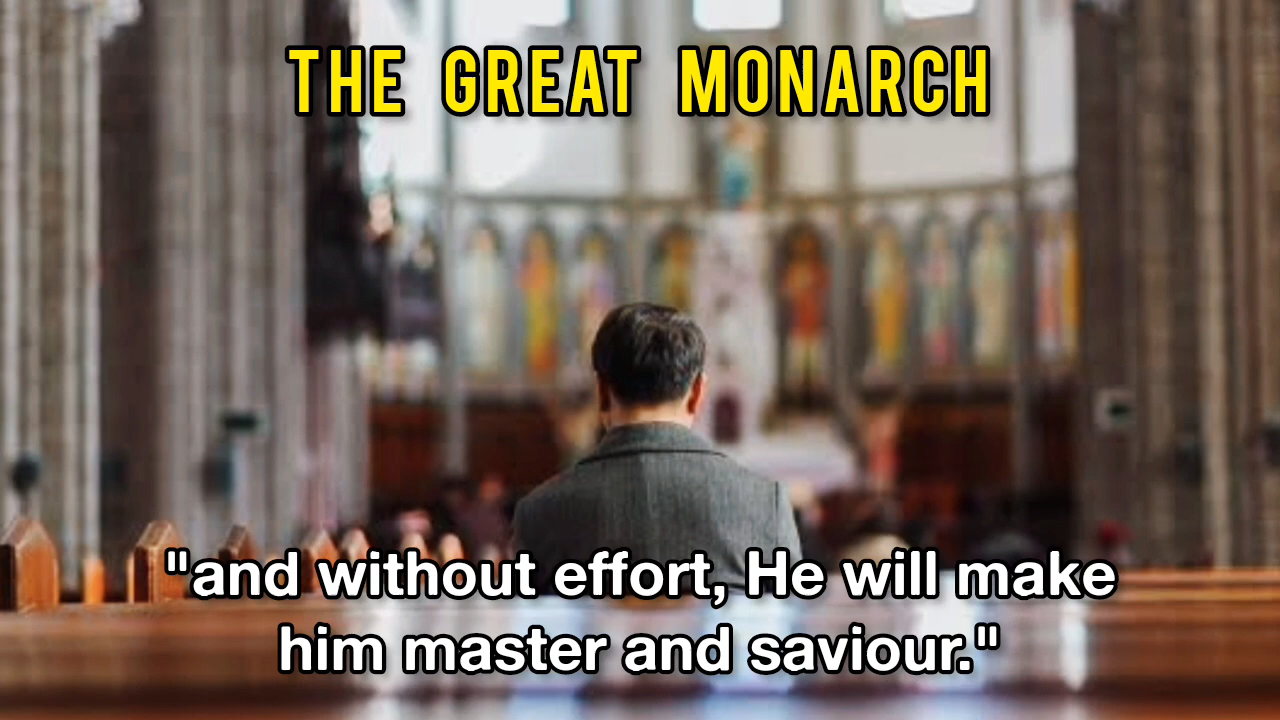 THE GREAT MONARCH
"and without effort, He will make
him master and saviour."